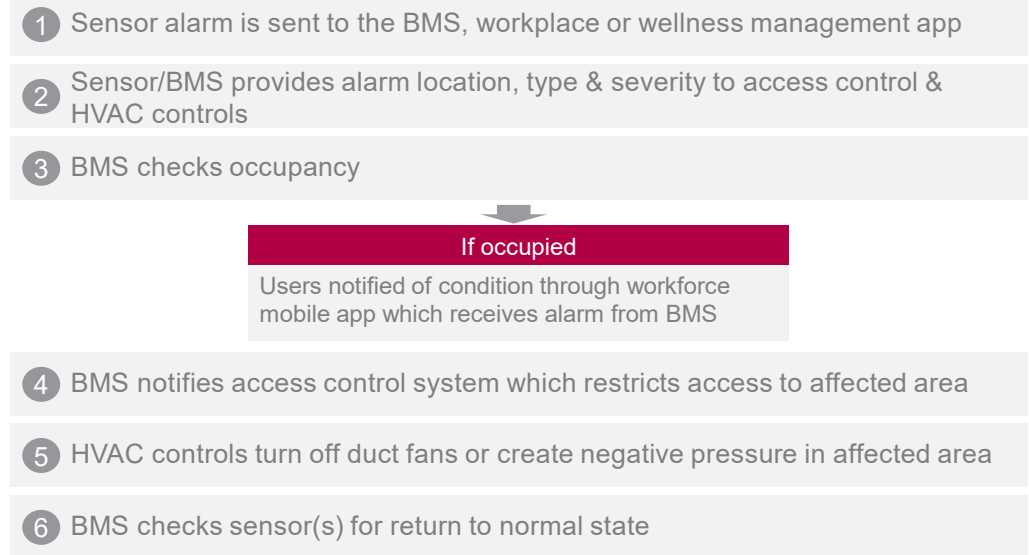 1 Sensor alarm is sent to the BMS, workplace or wellness management app
2 Sensor/BMS provides alarm location, type & severity to access control &
HVAC controls
3 BMS checks occupancy
If occupied
Users notified of condition through workforce
mobile app which receives alarm from BMS
4 BMS notifies access control system which restricts access to affected area
5 HVAC controls turn off duct fans or create negative pressure in affected area
6 BMS checks sensor(s) for return to normal state